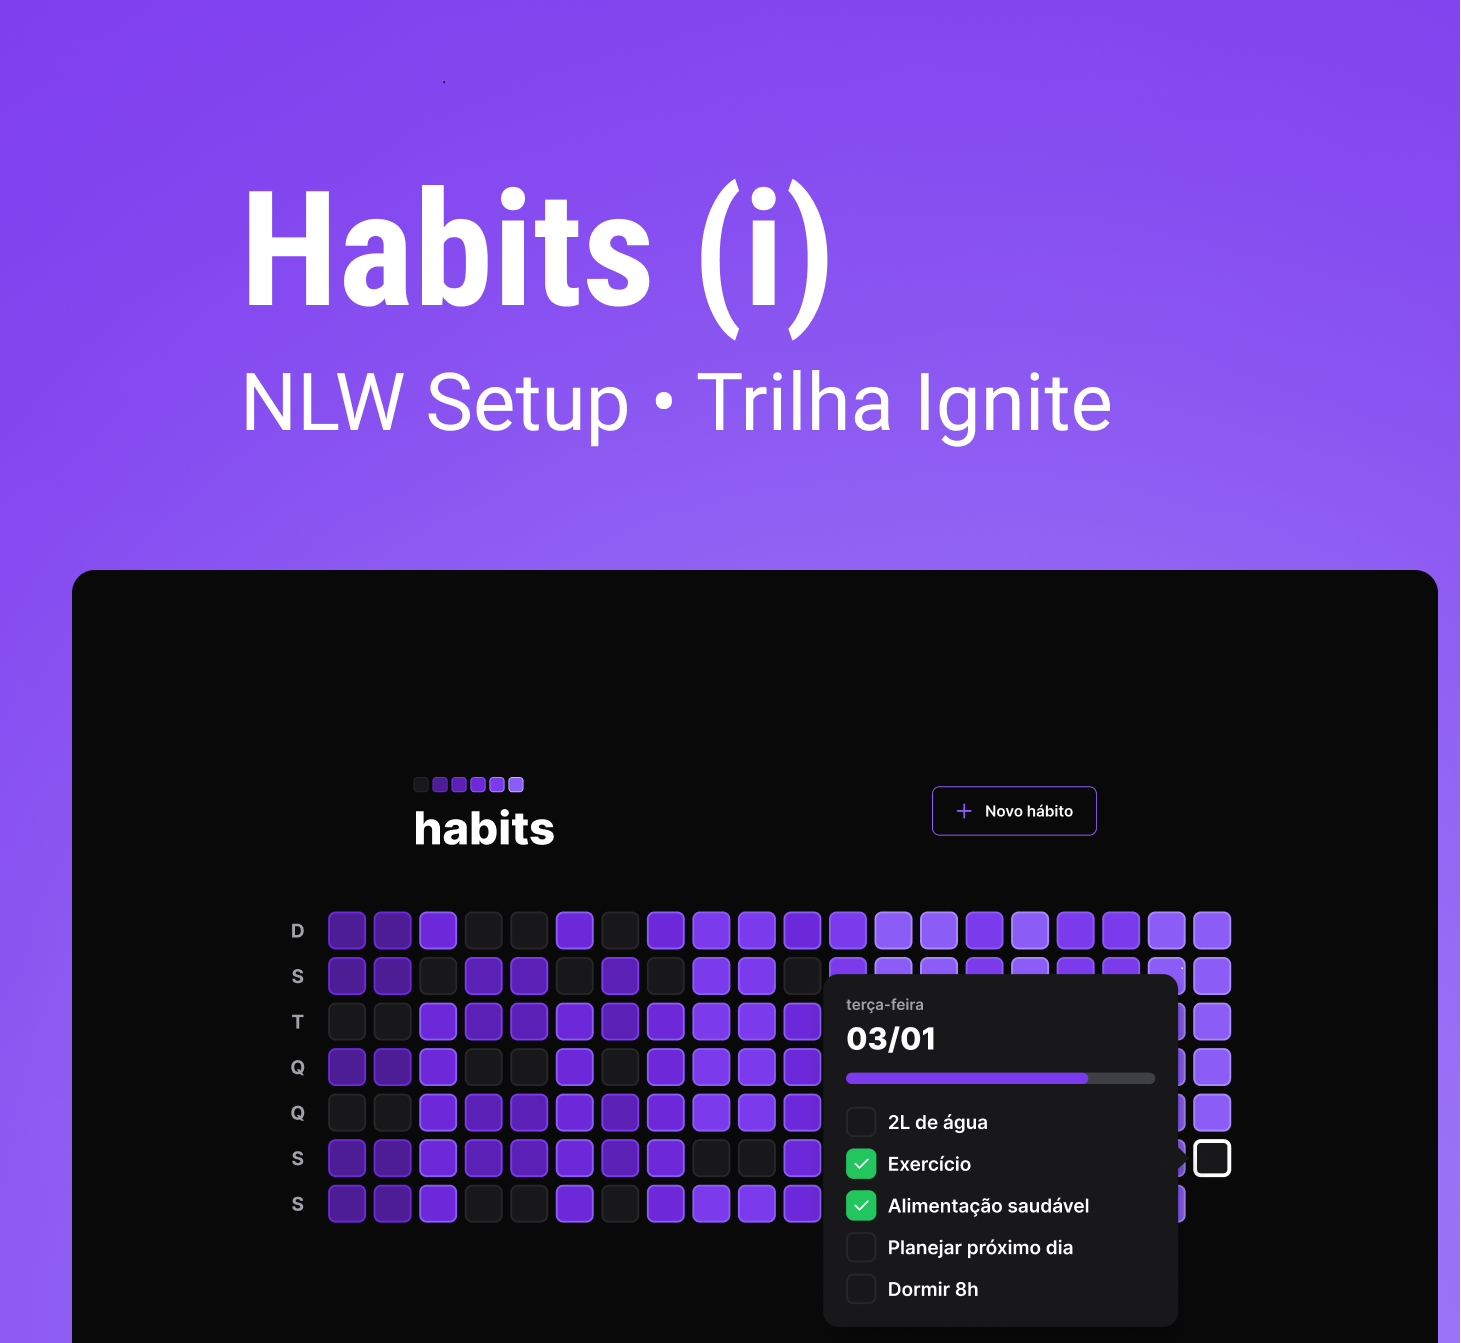 Habits (i)
NLW Setup • Trilha Ignite
habits
Novo hábito
D
S
T
Q
Q
S
S
terça-feira
03/01
2L de água
Exercício
Alimentação saudável
Planejar próximo dia
Dormir 8h